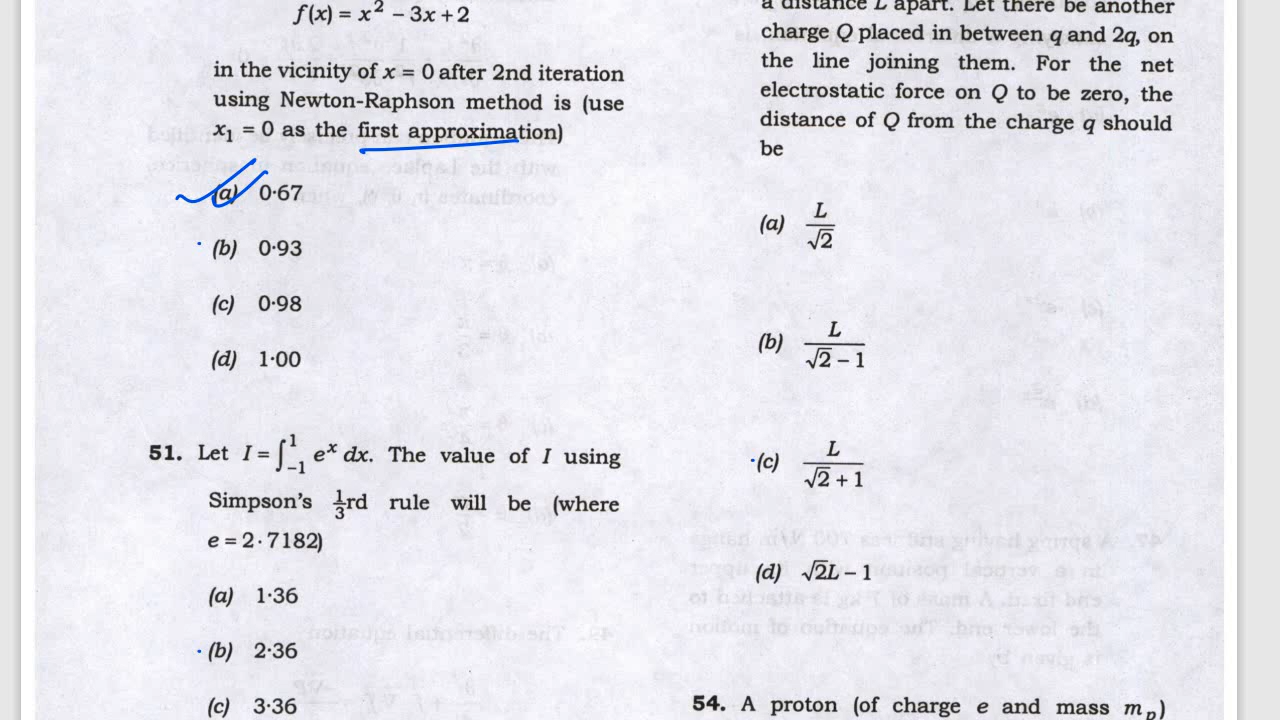 f(x) = x² − 3x + 2
in the vicinity of x = 0 after 2nd iteration
using Newton-Raphson method is (use
x₁ = 0 as the first approximation)
(a) 0·67
(b) 0·93
(c) 0·98
(d) 1·00
51. Let I = ∫₋₁¹ eˣ dx. The value of I using
Simpson's 1/3rd rule will be (where
e = 2·7182)
(a) 1·36
(b) 2·36
(c) 3·36
a distance L apart. Let there be another
charge Q placed in between q and 2q, on
the line joining them. For the net
electrostatic force on Q to be zero, the
distance of Q from the charge q should
be
(a) L/√2
(b) L/(√2 − 1)
(c) L/(√2 + 1)
(d) √2L − 1
54. A proton (of charge e and mass mₚ)